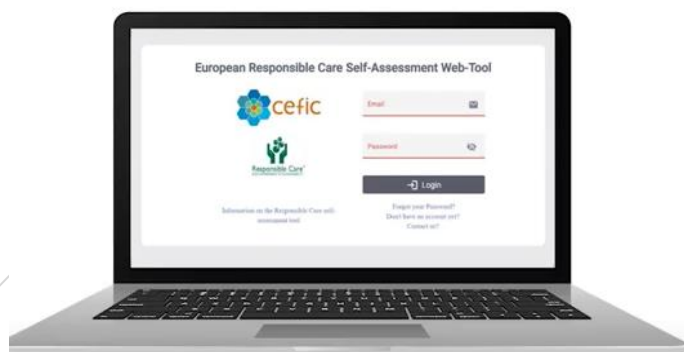 European Responsible Care Self-Assessment Web-Tool
cefic
Email
Password
Responsible Care®
Login
Information on the Responsible Care self-
assessment tool
Forgot your Password?
Don't have an account yet?
Contact us?